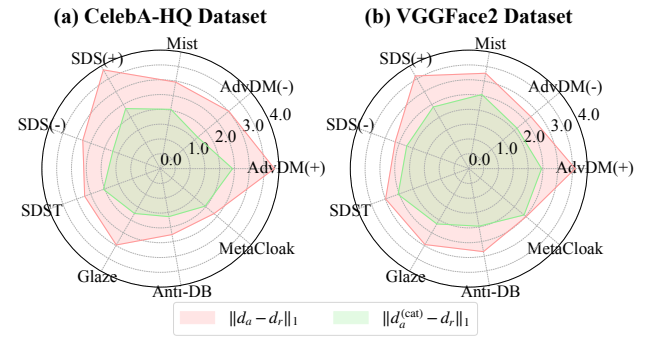 (a) CelebA-HQ Dataset
(b) VGGFace2 Dataset
SDS(+)
Mist
AdvDM(-)
SDS(-)
4.0
3.0
2.0
1.0
0.0
AdvDM(+)
SDST
MetaCloak
Glaze
Anti-DB
SDS(+)
Mist
AdvDM(-)
SDS(-)
4.0
3.0
2.0
1.0
0.0
AdvDM(+)
SDST
MetaCloak
Glaze
Anti-DB
‖d_a − d_r‖_1
‖d_a^(cat) − d_r‖_1